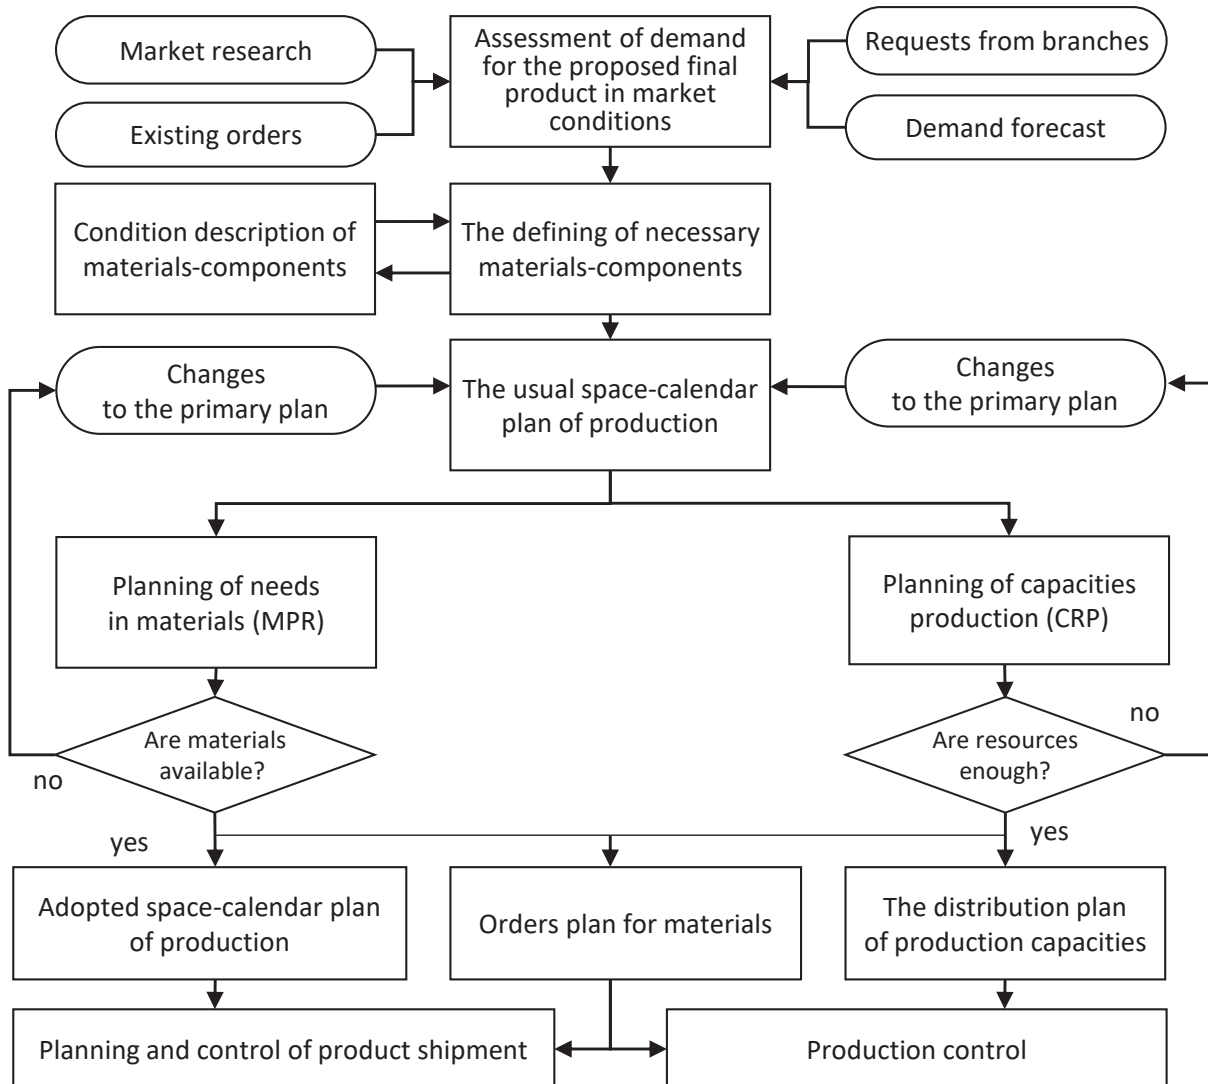 Market research
Assessment of demand
for the proposed final
product in market
conditions
Requests from branches
Existing orders
Demand forecast
Condition description of
materials-components
The defining of necessary
materials-components
Changes
to the primary plan
The usual space-calendar
plan of production
Changes
to the primary plan
Planning of needs
in materials (MPR)
Planning of capacities
production (CRP)
Are materials
available?
no
Are resources
enough?
no
yes
yes
Adopted space-calendar plan
of production
Orders plan for materials
The distribution plan
of production capacities
Planning and control of product shipment
Production control